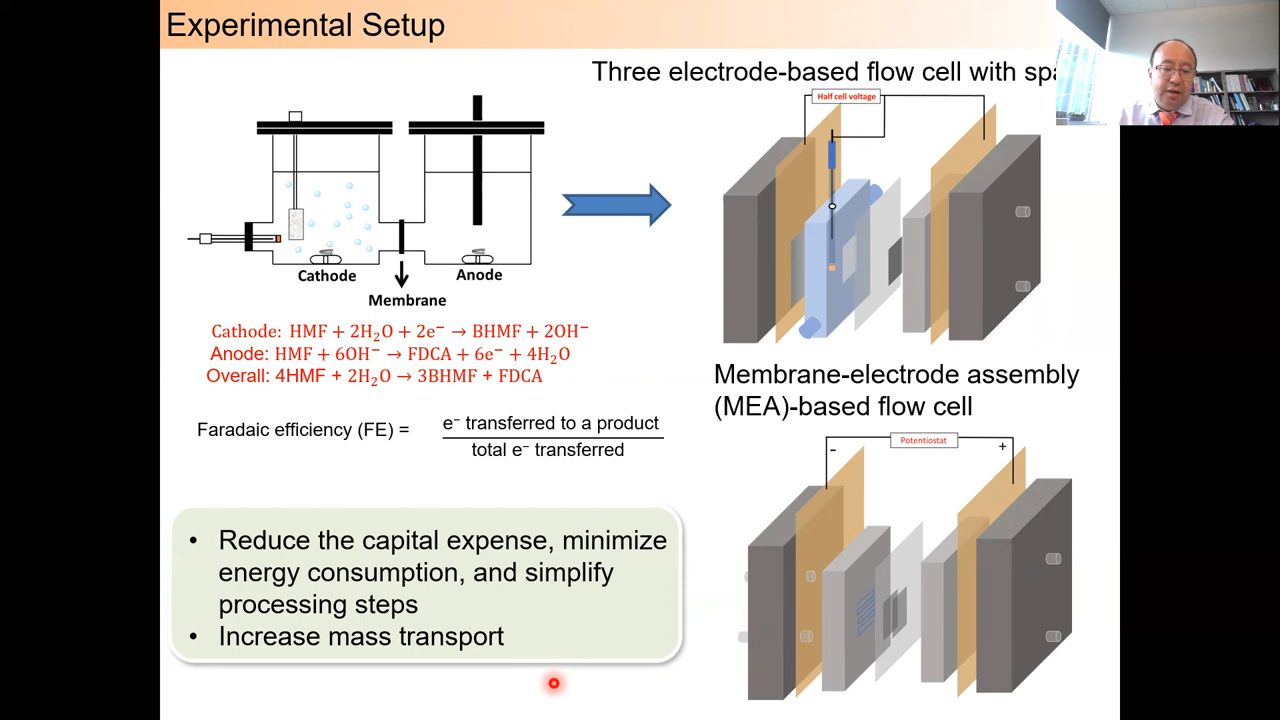 Experimental Setup
Three electrode-based flow cell with
Half cell voltage
Cathode
Anode
Membrane
Cathode: HMF + 2H₂O + 2e⁻ → BHMF + 2OH⁻
Anode: HMF + 6OH⁻ → FDCA + 6e⁻ + 4H₂O
Overall: 4HMF + 2H₂O → 3BHMF + FDCA
Faradaic efficiency (FE) =
e⁻ transferred to a product
total e⁻ transferred
Membrane-electrode assembly
(MEA)-based flow cell
Potentiostat
-
+
• Reduce the capital expense, minimize
energy consumption, and simplify
processing steps
• Increase mass transport